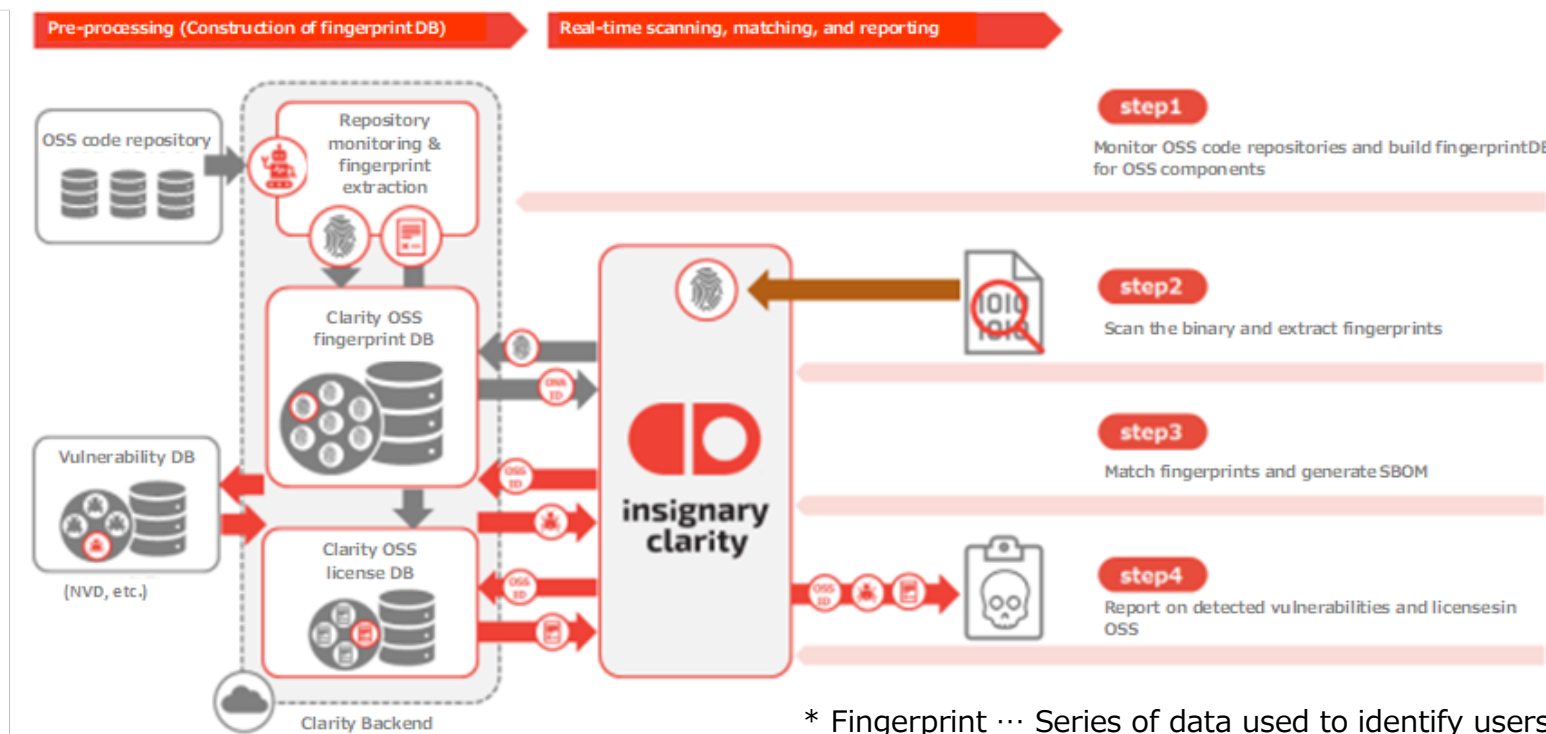 Pre-processing (Construction of fingerprint DB)
Real-time scanning, matching, and reporting
OSS code repository
Repository
monitoring &
fingerprint
extraction
step1
Monitor OSS code repositories and build fingerprintDB
for OSS components
Clarity OSS
fingerprint DB
step2
Scan the binary and extract fingerprints
1010
1010
OSS
ID
Vulnerability DB
(NVD, etc.)
OSS
ID
insignary
clarity
step3
Match fingerprints and generate SBOM
Clarity OSS
license DB
OSS
ID
OSS
ID
step4
Report on detected vulnerabilities and licensesin
OSS
Clarity Backend
* Fingerprint … Series of data used to identify users